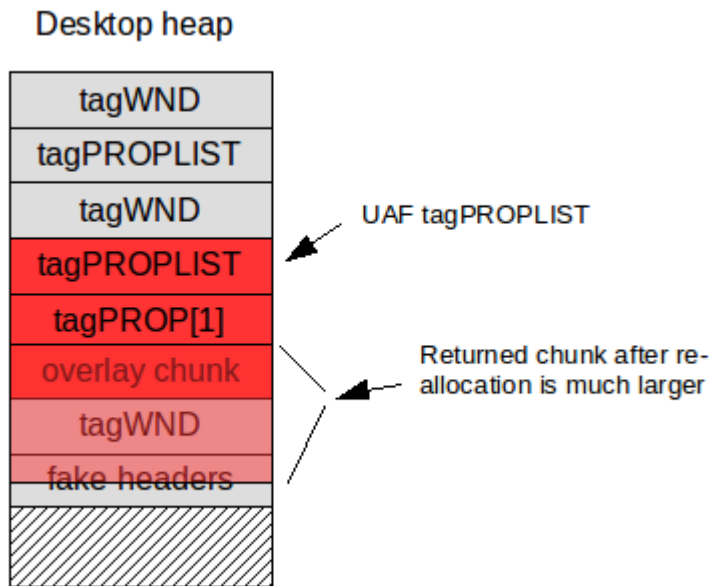 Desktop heap
tagWND
tagPROPLIST
tagWND
UAF tagPROPLIST
tagPROPLIST
tagPROP[1]
Returned chunk after re-
allocation is much larger
overlay chunk
tagWND
fake headers